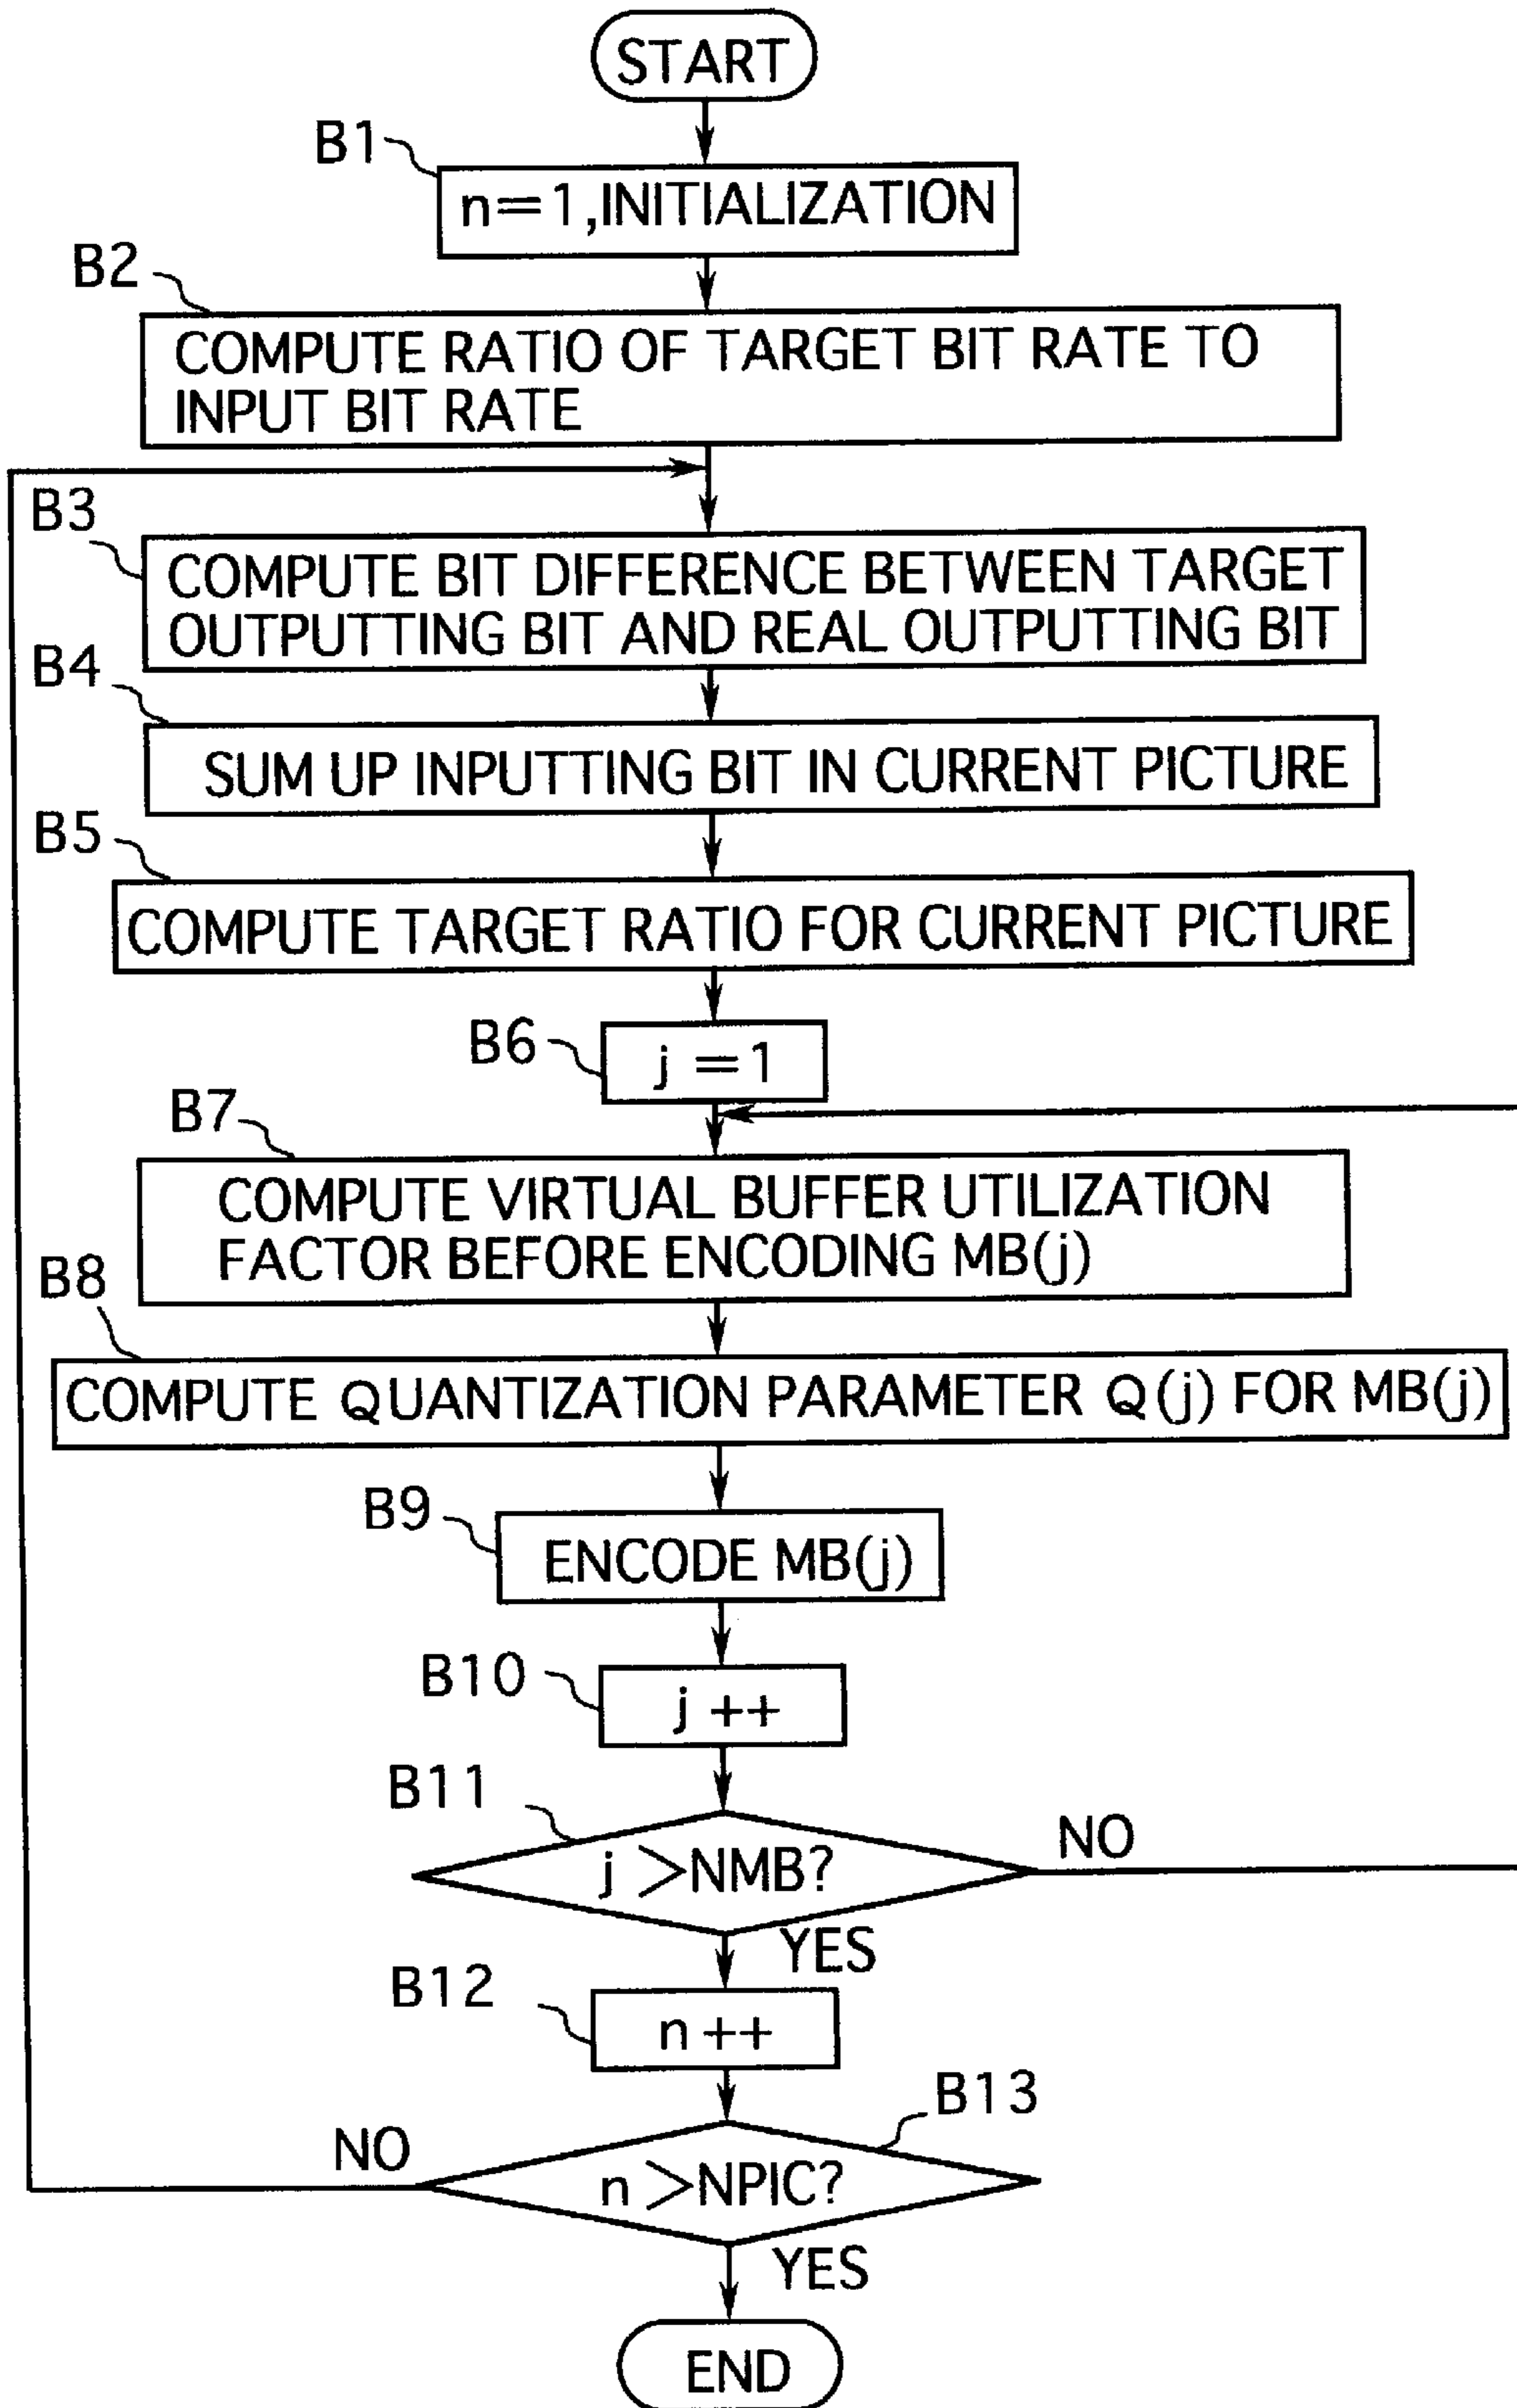 START
B1
n=1,INITIALIZATION
B2
COMPUTE RATIO OF TARGET BIT RATE TO
INPUT BIT RATE
B3
COMPUTE BIT DIFFERENCE BETWEEN TARGET
OUTPUTTING BIT AND REAL OUTPUTTING BIT
B4
SUM UP INPUTTING BIT IN CURRENT PICTURE
B5
COMPUTE TARGET RATIO FOR CURRENT PICTURE
B6
j =1
B7
COMPUTE VIRTUAL BUFFER UTILIZATION
FACTOR BEFORE ENCODING MB(j)
B8
COMPUTE QUANTIZATION PARAMETER Q(j) FOR MB(j)
B9
ENCODE MB(j)
B10
j ++
B11
j >NMB?
NO
YES
B12
n ++
B13
n >NPIC?
NO
YES
END